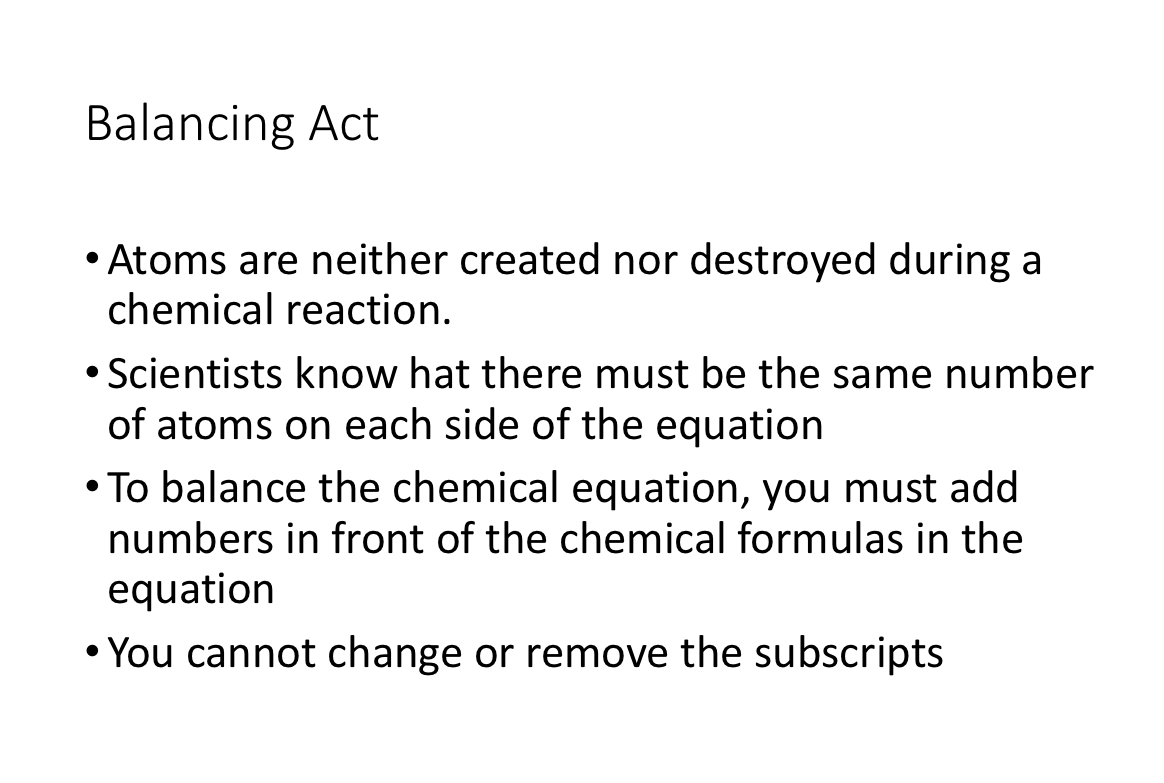 Balancing Act
• Atoms are neither created nor destroyed during a
chemical reaction.
• Scientists know hat there must be the same number
of atoms on each side of the equation
• To balance the chemical equation, you must add
numbers in front of the chemical formulas in the
equation
• You cannot change or remove the subscripts